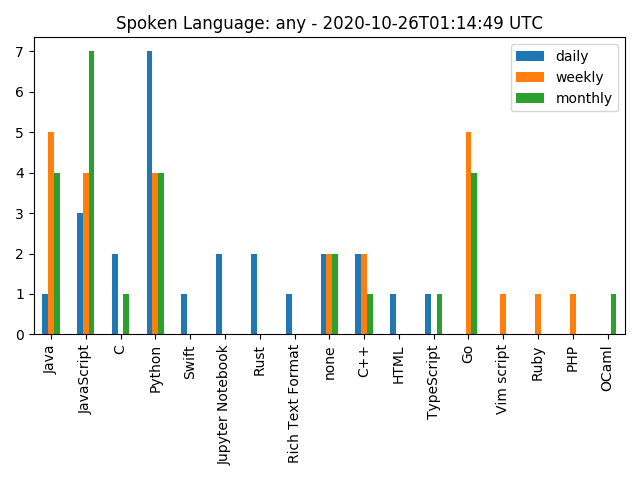 Spoken Language: any - 2020-10-26T01:14:49 UTC
daily
weekly
monthly
7
6
5
4
3
2
1
0
Java
JavaScript
C
Python
Swift
Jupyter Notebook
Rust
Rich Text Format
none
C++
HTML
TypeScript
Go
Vim script
Ruby
PHP
OCaml